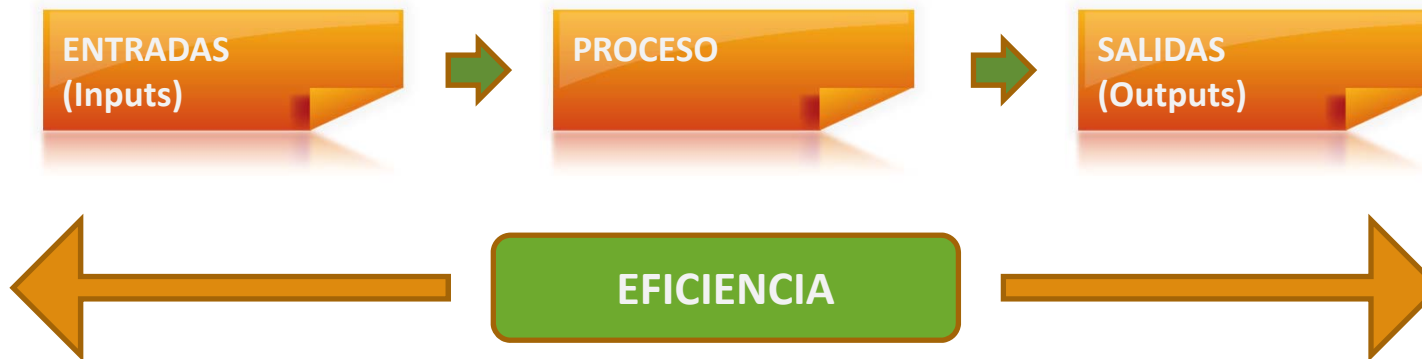 ENTRADAS
(Inputs)
PROCESO
SALIDAS
(Outputs)
EFICIENCIA